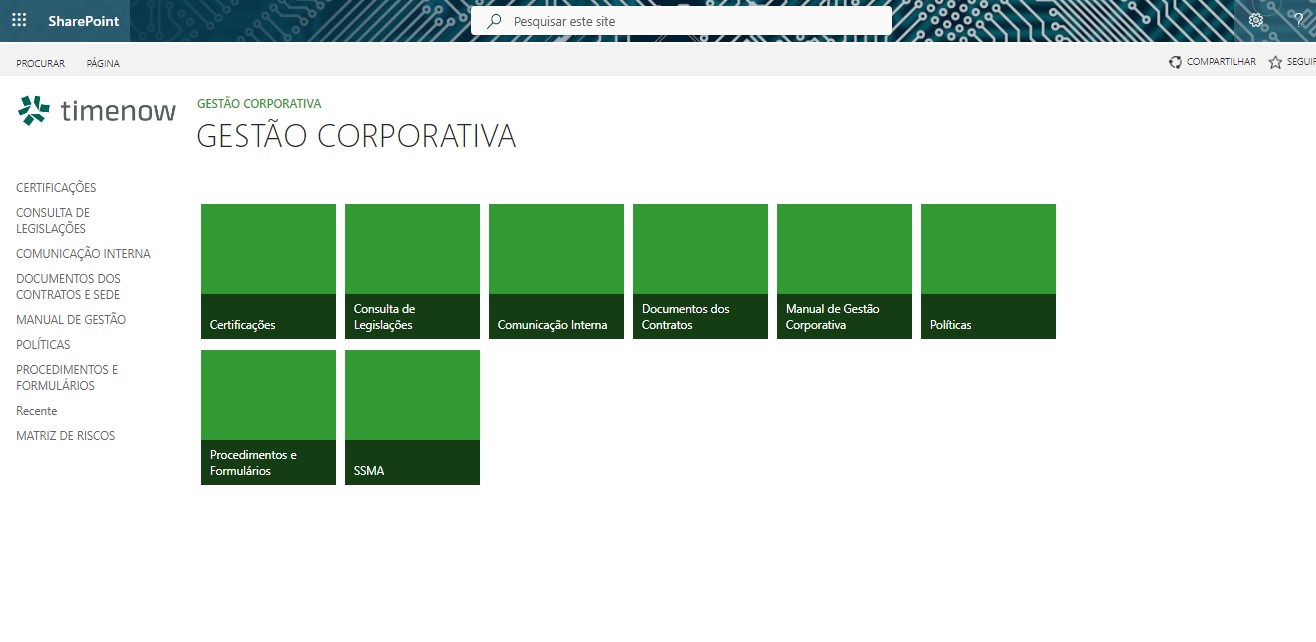 SharePoint
Pesquisar este site
?
PROCURAR
PÁGINA
COMPARTILHAR
SEGUIR
timenow
GESTÃO CORPORATIVA
GESTÃO CORPORATIVA
CERTIFICAÇÕES
CONSULTA DE
LEGISLAÇÕES
COMUNICAÇÃO INTERNA
DOCUMENTOS DOS
CONTRATOS E SEDE
MANUAL DE GESTÃO
POLÍTICAS
PROCEDIMENTOS E
FORMULÁRIOS
Recente
MATRIZ DE RISCOS
Certificações
Consulta de
Legislações
Comunicação Interna
Documentos dos
Contratos
Manual de Gestão
Corporativa
Políticas
Procedimentos e
Formulários
SSMA